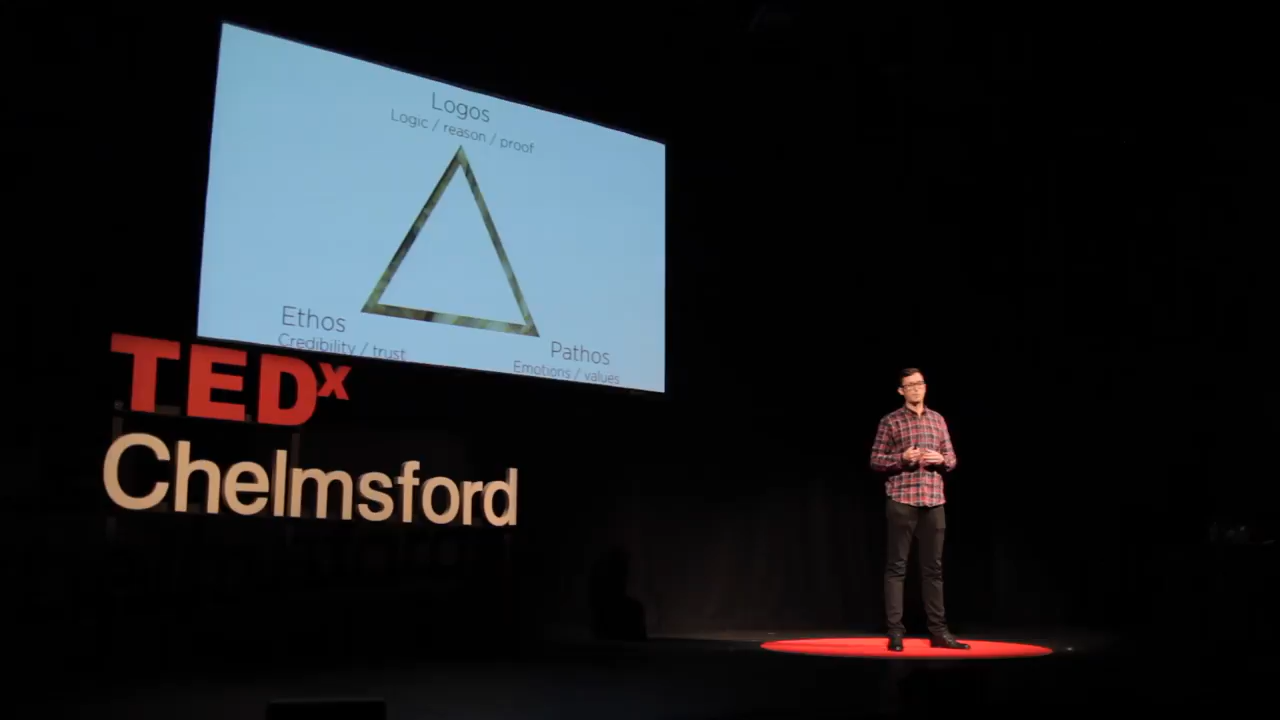 Logos
Logic / reason / proof
Ethos
Credibility / trust
Pathos
Emotions / values
TEDx
Chelmsford